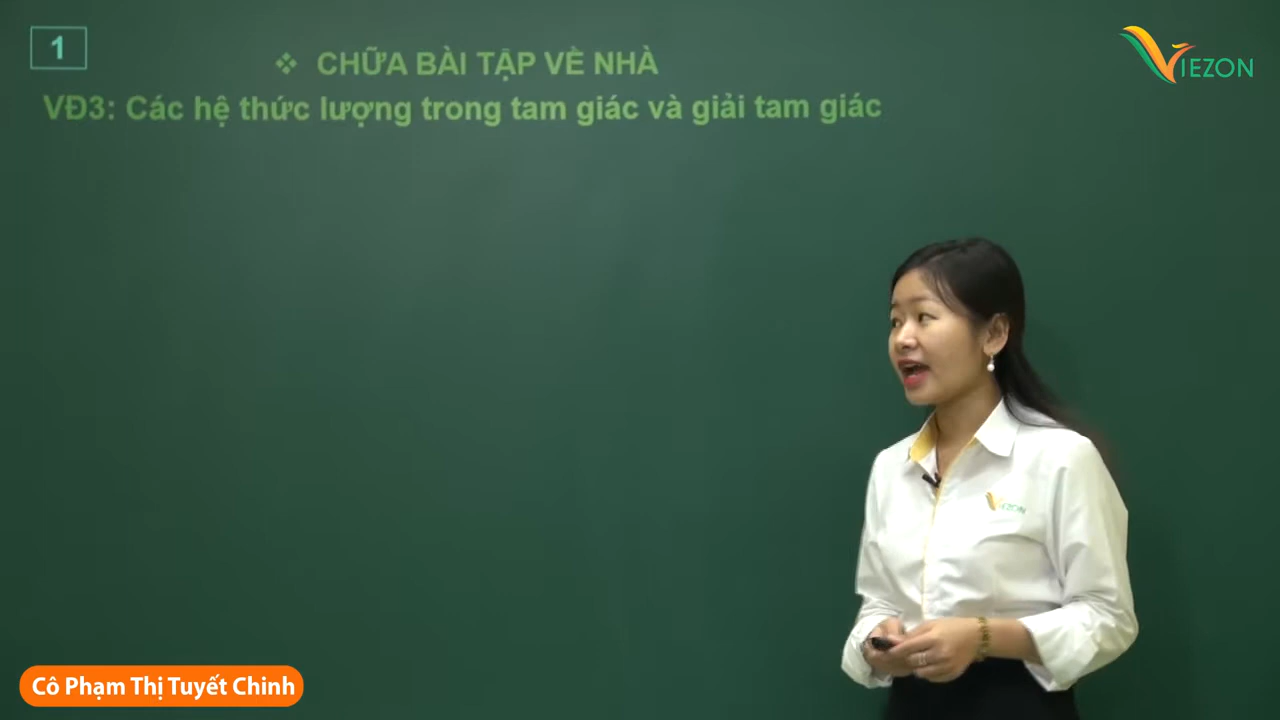 1
❖ CHỮA BÀI TẬP VỀ NHÀ
VIEZON
VĐ3: Các hệ thức lượng trong tam giác và giải tam giác
VIEZON
Cô Phạm Thị Tuyết Chinh